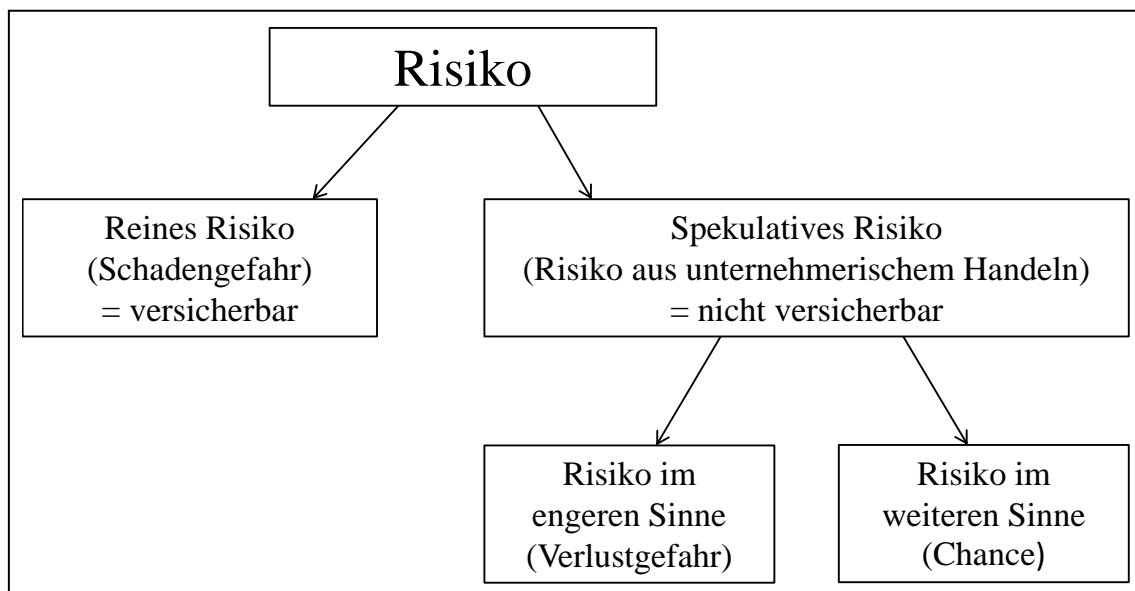 Risiko
Reines Risiko
(Schadengefahr)
= versicherbar
Spekulatives Risiko
(Risiko aus unternehmerischem Handeln)
= nicht versicherbar
Risiko im
engeren Sinne
(Verlustgefahr)
Risiko im
weiteren Sinne
(Chance)